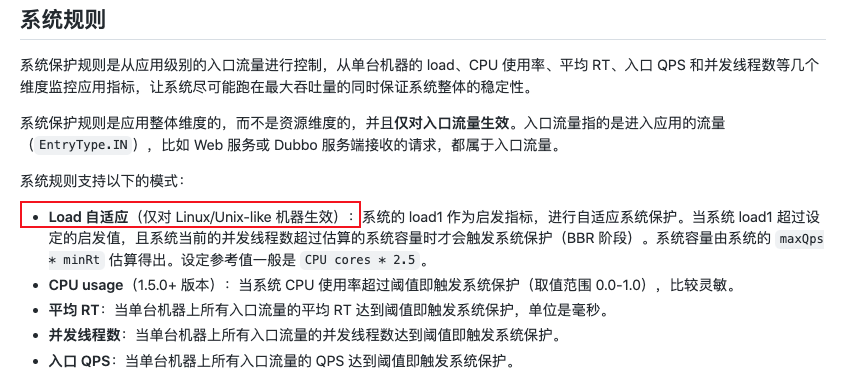 系统规则
系统保护规则是从应用级别的入口流量进行控制，从单台机器的 load、CPU 使用率、平均 RT、入口 QPS 和并发线程数等几个
维度监控应用指标，让系统尽可能跑在最大吞吐量的同时保证系统整体的稳定性。
系统保护规则是应用整体维度的，而不是资源维度的，并且仅对入口流量生效。入口流量指的是进入应用的流量
（EntryType.IN），比如 Web 服务或 Dubbo 服务端接收的请求，都属于入口流量。
系统规则支持以下的模式：
• Load 自适应（仅对 Linux/Unix-like 机器生效）：系统的 load1 作为启发指标，进行自适应系统保护。当系统 load1 超过设
定的启发值，且系统当前的并发线程数超过估算的系统容量时才会触发系统保护（BBR 阶段）。系统容量由系统的 maxQps
* minRt 估算得出。设定参考值一般是 CPU cores * 2.5。
• CPU usage（1.5.0+ 版本）：当系统 CPU 使用率超过阈值即触发系统保护（取值范围 0.0-1.0），比较灵敏。
• 平均 RT：当单台机器上所有入口流量的平均 RT 达到阈值即触发系统保护，单位是毫秒。
• 并发线程数：当单台机器上所有入口流量的并发线程数达到阈值即触发系统保护。
• 入口 QPS：当单台机器上所有入口流量的 QPS 达到阈值即触发系统保护。